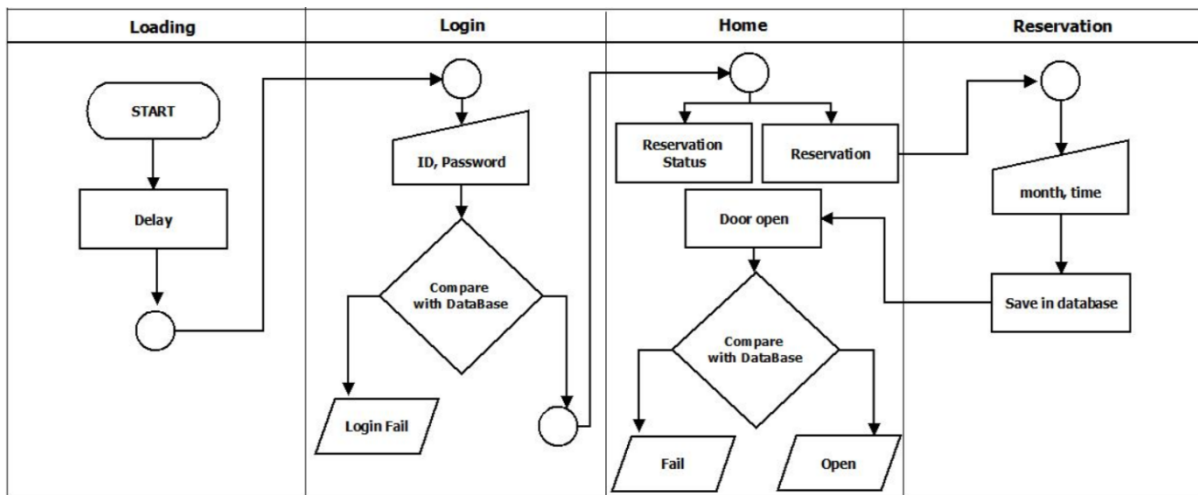 Loading
Login
Home
Reservation
START
Delay
ID, Password
Compare
with DataBase
Login Fail
Reservation
Status
Reservation
Door open
Compare
with DataBase
Fail
Open
month, time
Save in database